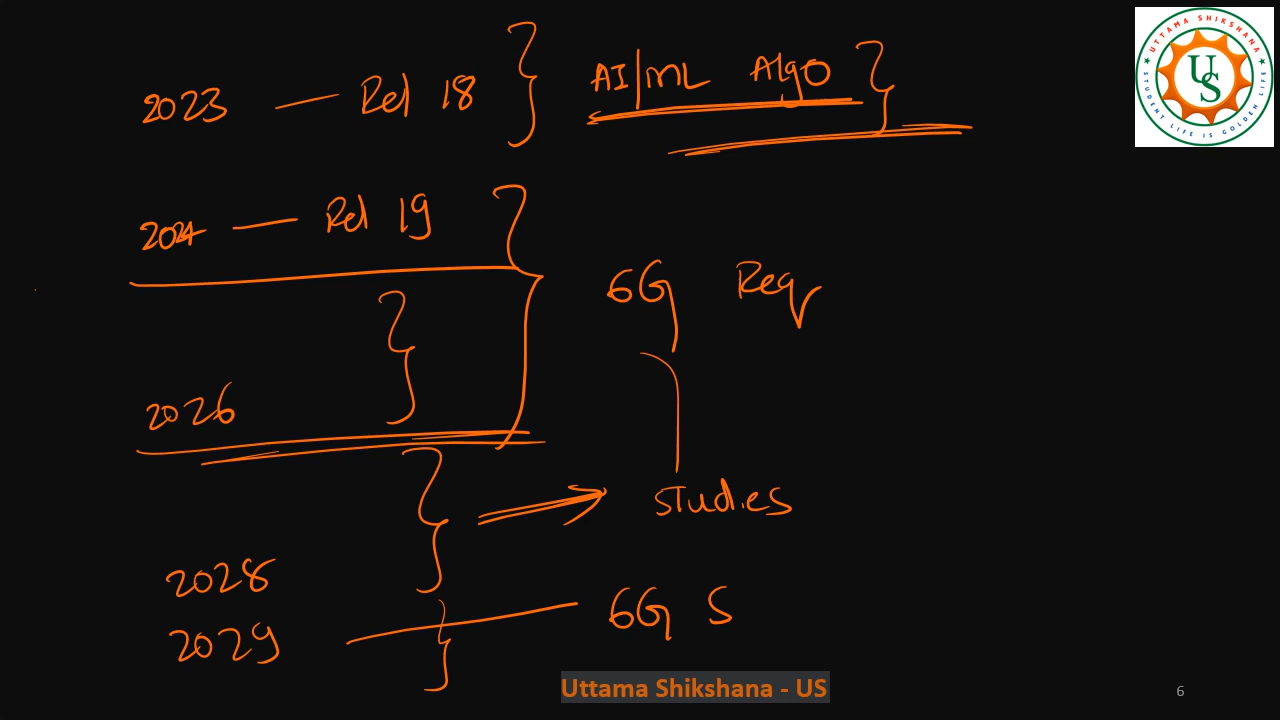 2023 — Rel 18 } AI/ML Algo }
2024 — Rel 19 }
6G Req
2026
studies
2028
2029 — 6G S
Uttama Shikshana - US
6
UTTAMA SHIKSHANA
US
STUDENT LIFE IS GOLDEN LIFE